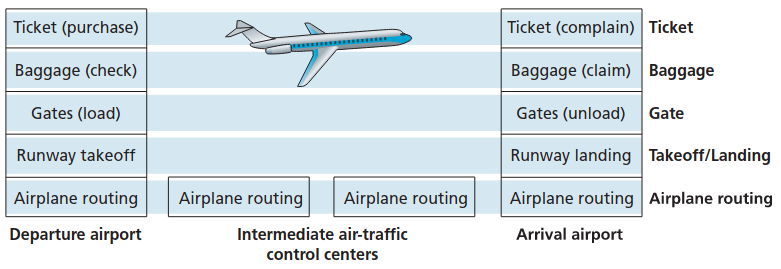 Ticket (purchase) Ticket (complain) Ticket
Baggage (check) Baggage (claim) Baggage
Gates (load) Gates (unload) Gate
Runway takeoff Runway landing Takeoff/Landing
Airplane routing Airplane routing Airplane routing Airplane routing Airplane routing
Departure airport Intermediate air-traffic Arrival airport
control centers